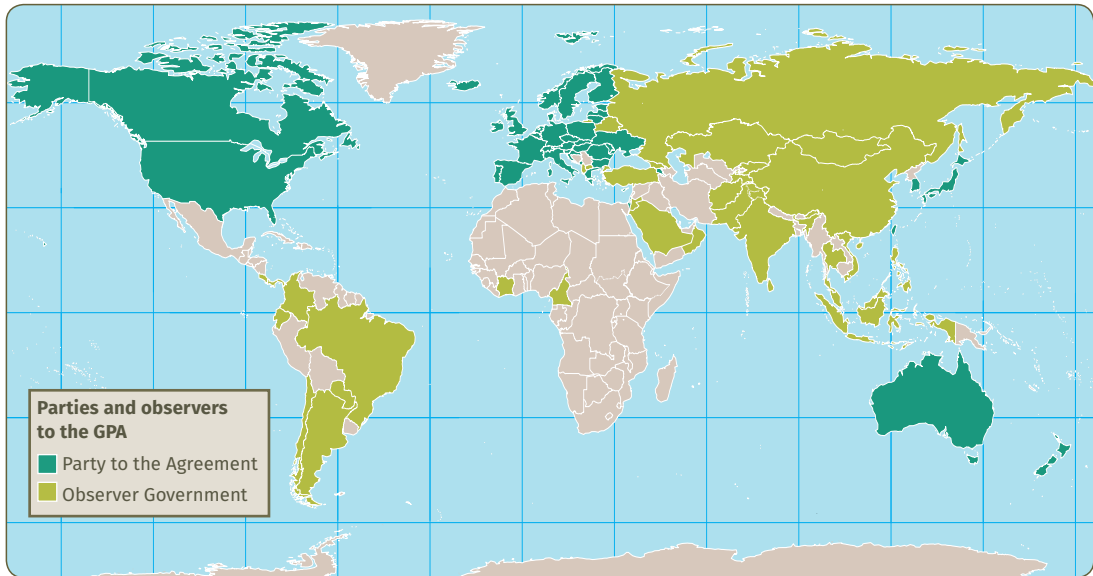 Parties and observers
to the GPA
Party to the Agreement
Observer Government